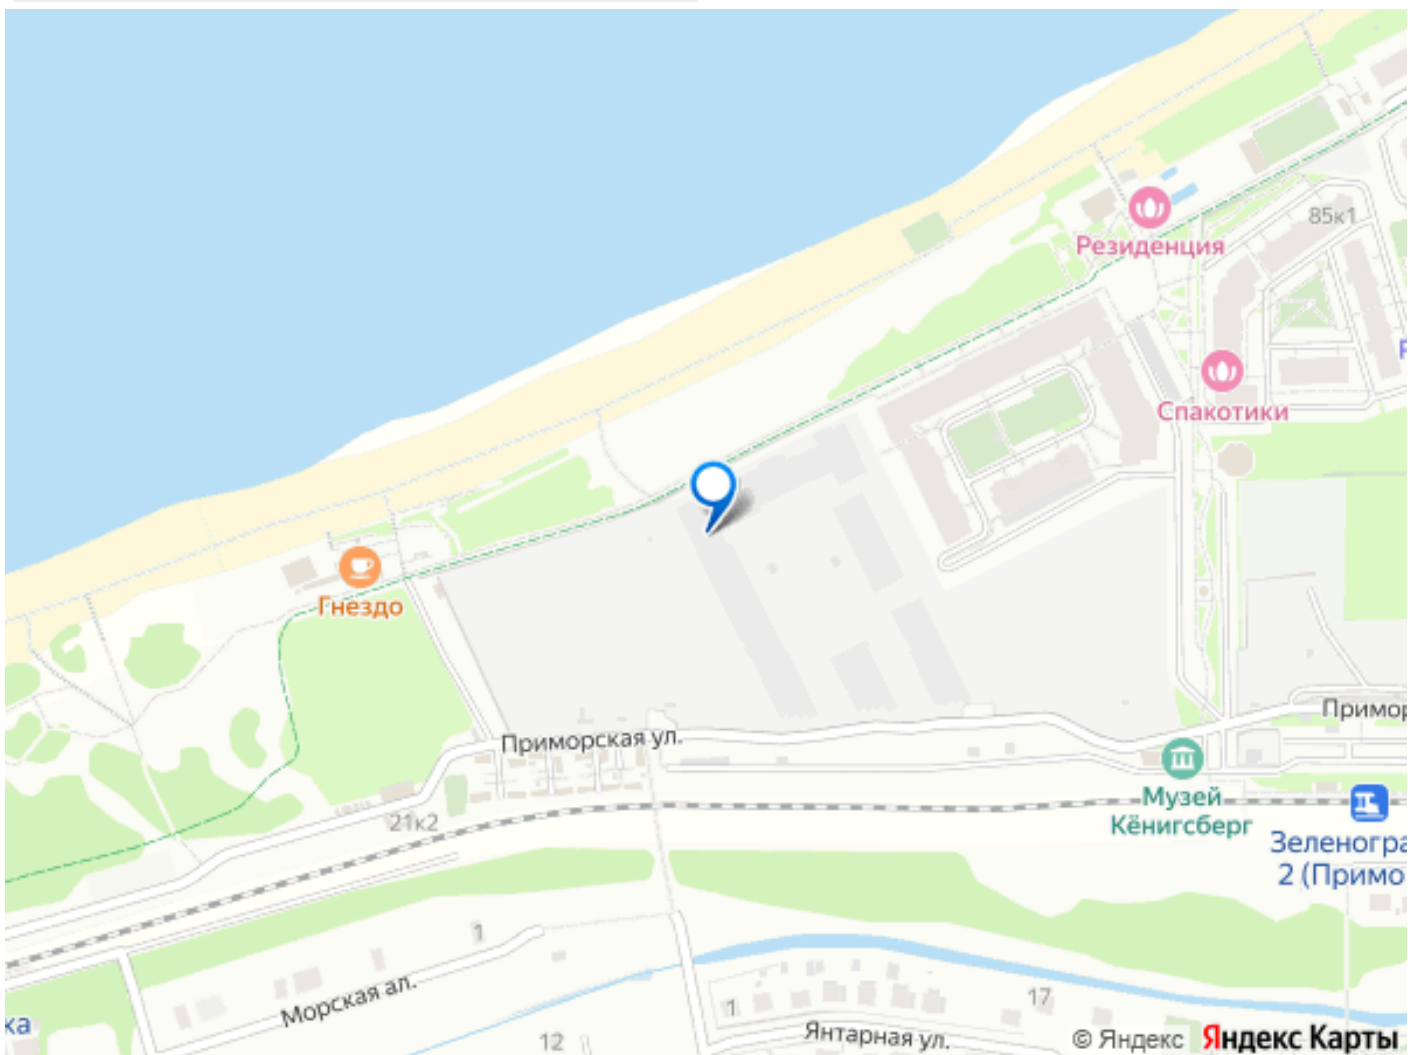 85к1
Резиденция
Р
Спакотики
Гнездо
Примор
Приморская ул.
Музей
Кёнигсберг
21к2
Зеленогра
2 (Примо
1
Морская ал.
17
1
ка
12
Янтарная ул.
© Яндекс Яндекс Карты